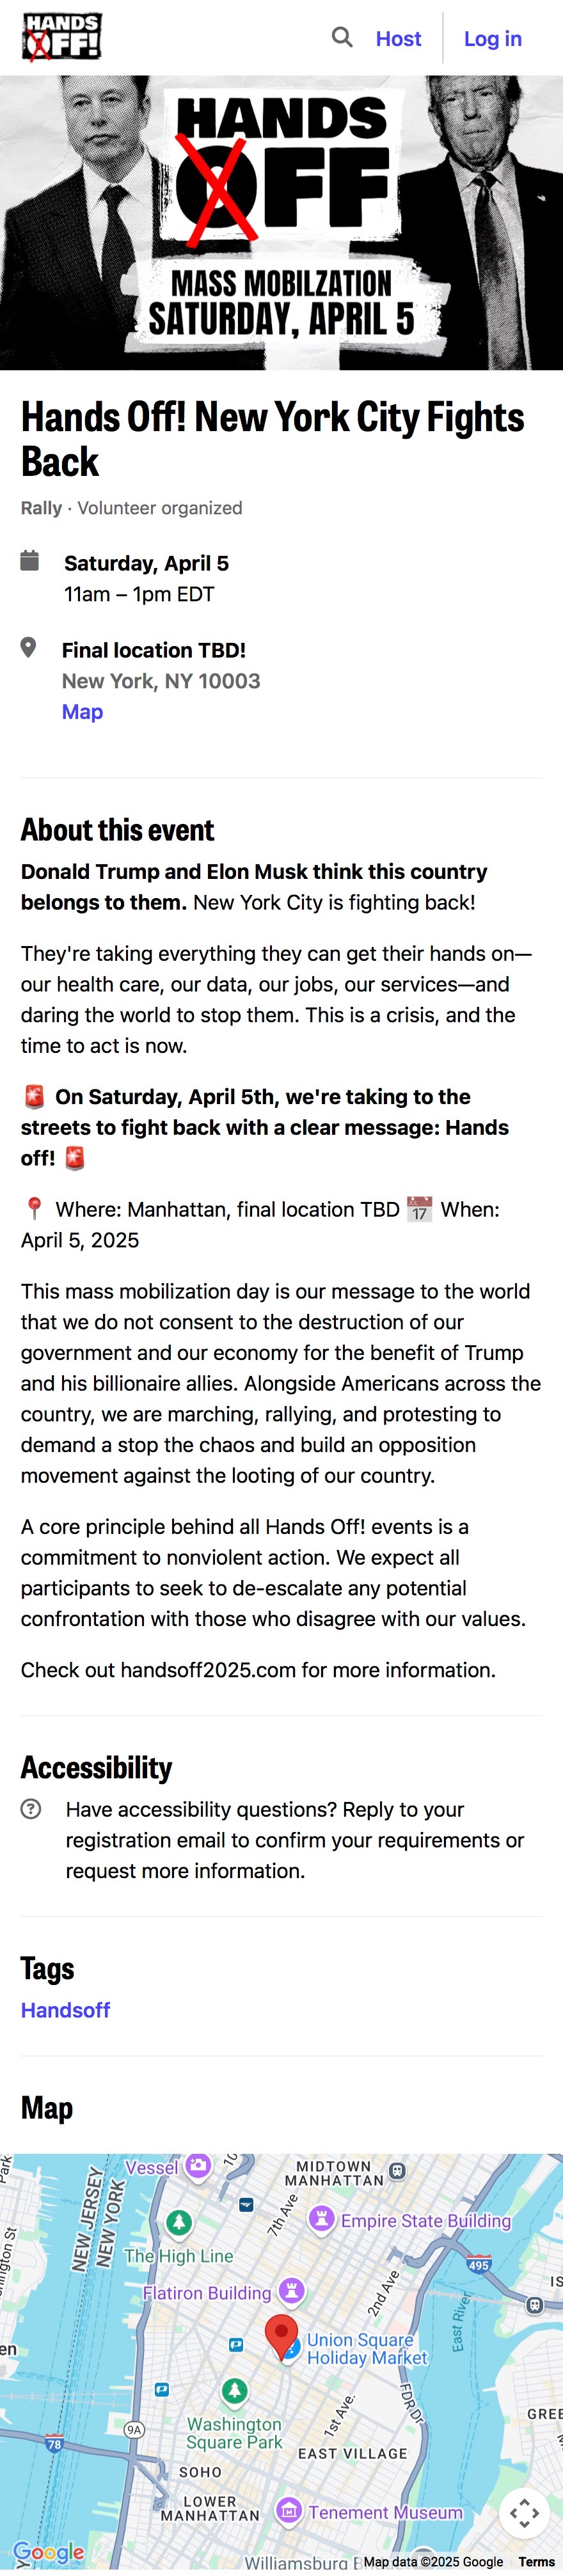 HANDS
OFF!
Host
Log in
HANDS
OFF
MASS MOBILZATION
SATURDAY, APRIL 5
Hands Off! New York City Fights
Back
Rally · Volunteer organized
Saturday, April 5
11am – 1pm EDT
Final location TBD!
New York, NY 10003
Map
About this event
Donald Trump and Elon Musk think this country
belongs to them. New York City is fighting back!
They're taking everything they can get their hands on—
our health care, our data, our jobs, our services—and
daring the world to stop them. This is a crisis, and the
time to act is now.
🚨 On Saturday, April 5th, we're taking to the
streets to fight back with a clear message: Hands
off! 🚨
📍 Where: Manhattan, final location TBD 📅 When:
April 5, 2025
This mass mobilization day is our message to the world
that we do not consent to the destruction of our
government and our economy for the benefit of Trump
and his billionaire allies. Alongside Americans across the
country, we are marching, rallying, and protesting to
demand a stop the chaos and build an opposition
movement against the looting of our country.
A core principle behind all Hands Off! events is a
commitment to nonviolent action. We expect all
participants to seek to de-escalate any potential
confrontation with those who disagree with our values.
Check out handsoff2025.com for more information.
Accessibility
Have accessibility questions? Reply to your
registration email to confirm your requirements or
request more information.
Tags
Handsoff
Map
Park
Vessel
10
MIDTOWN
MANHATTAN
NEW JERSEY
NEW YORK
7th Ave
Empire State Building
The High Line
495
Flatiron Building
2nd Ave
IS
East River
Union Square
Holiday Market
en
9A
Washington
Square Park
1st Ave.
FDR Dr
GREE
78
EAST VILLAGE
SOHO
LOWER
MANHATTAN
Tenement Museum
Google
Williamsburg B
Map data ©2025 Google
Terms